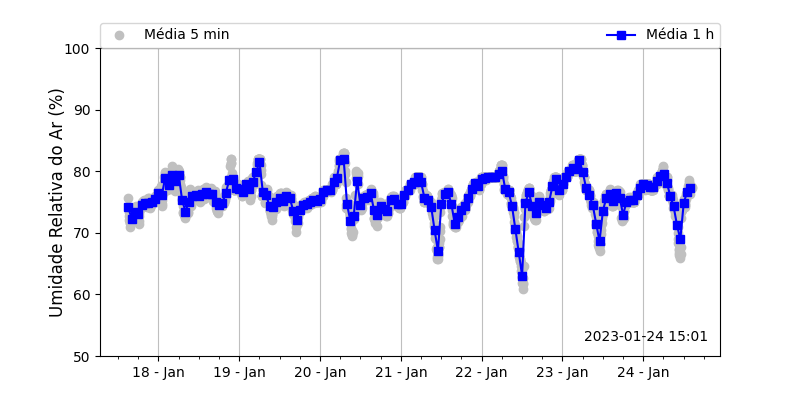 Média 5 min
Média 1 h
Umidade Relativa do Ar (%)
100
90
80
70
60
50
2023-01-24 15:01
18 - Jan
19 - Jan
20 - Jan
21 - Jan
22 - Jan
23 - Jan
24 - Jan